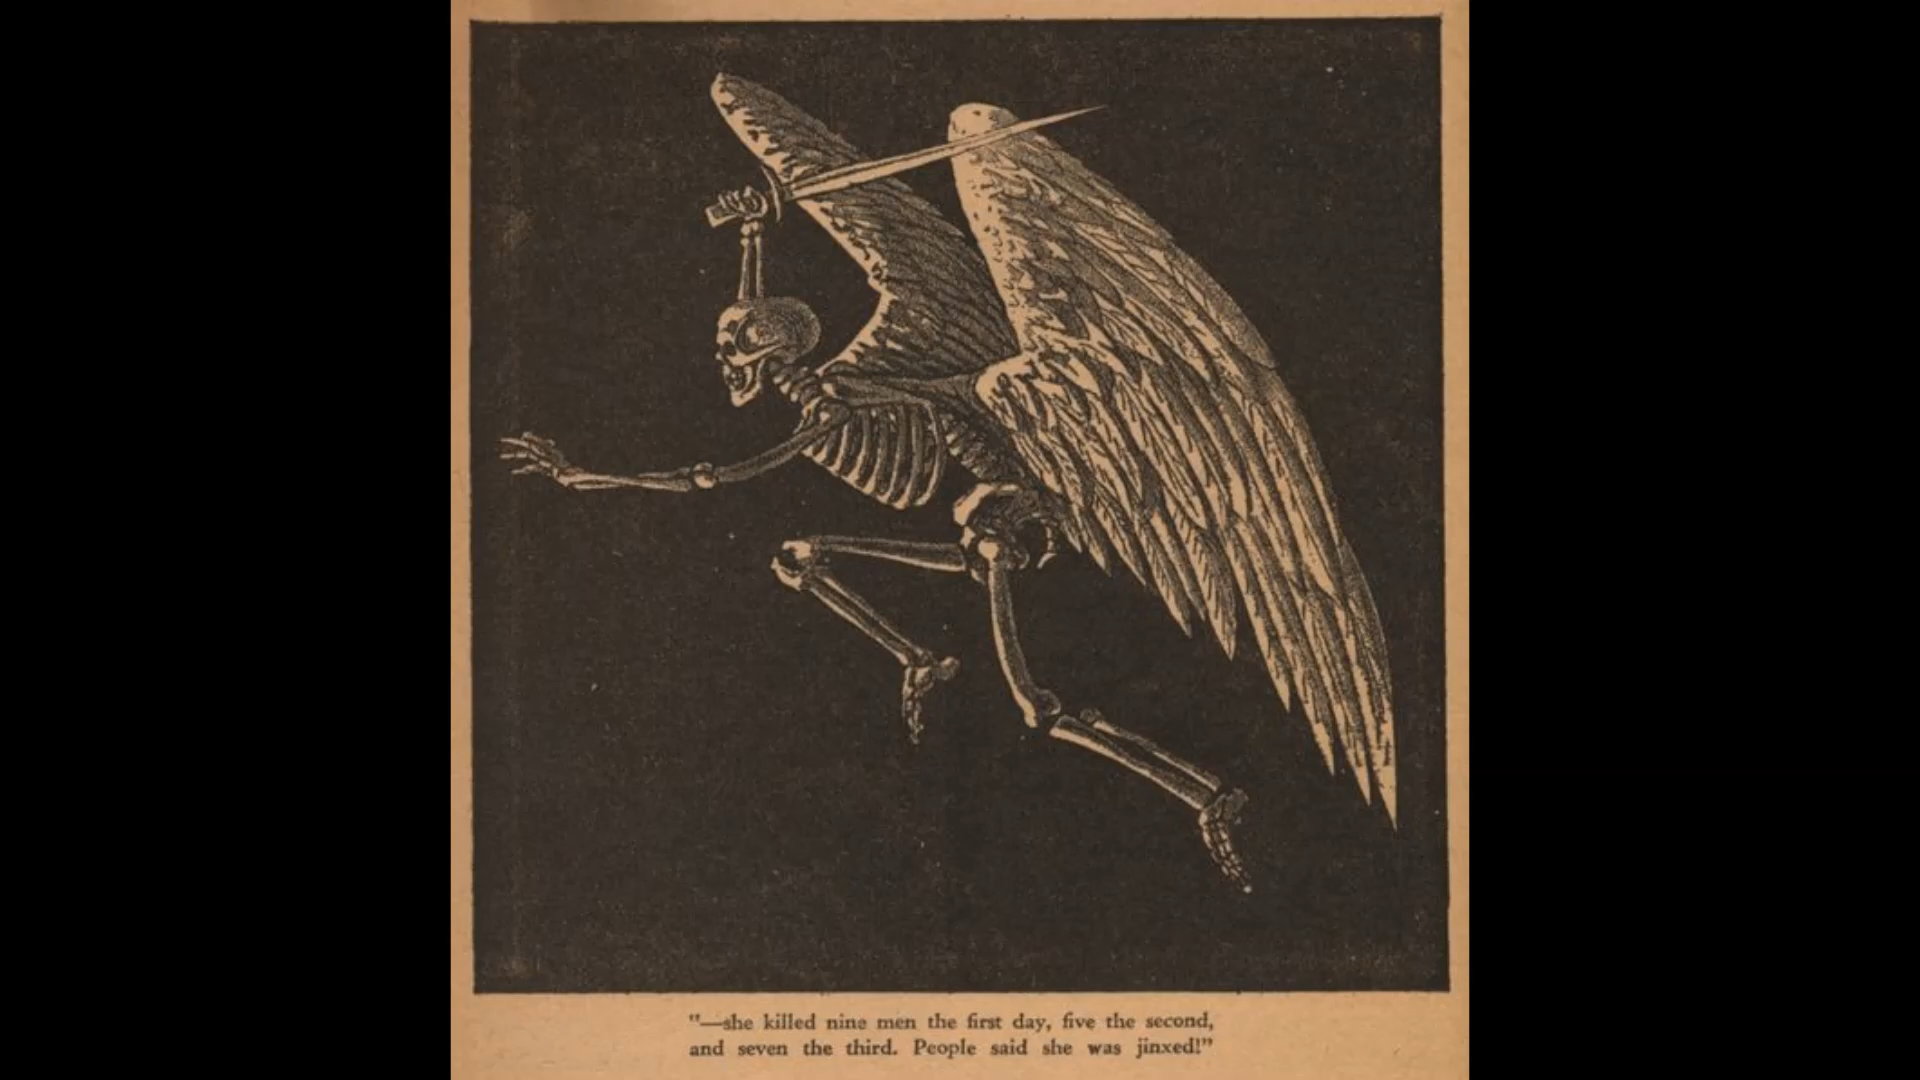 "—she killed nine men the first day, five the second,
and seven the third. People said she was jinxed!"